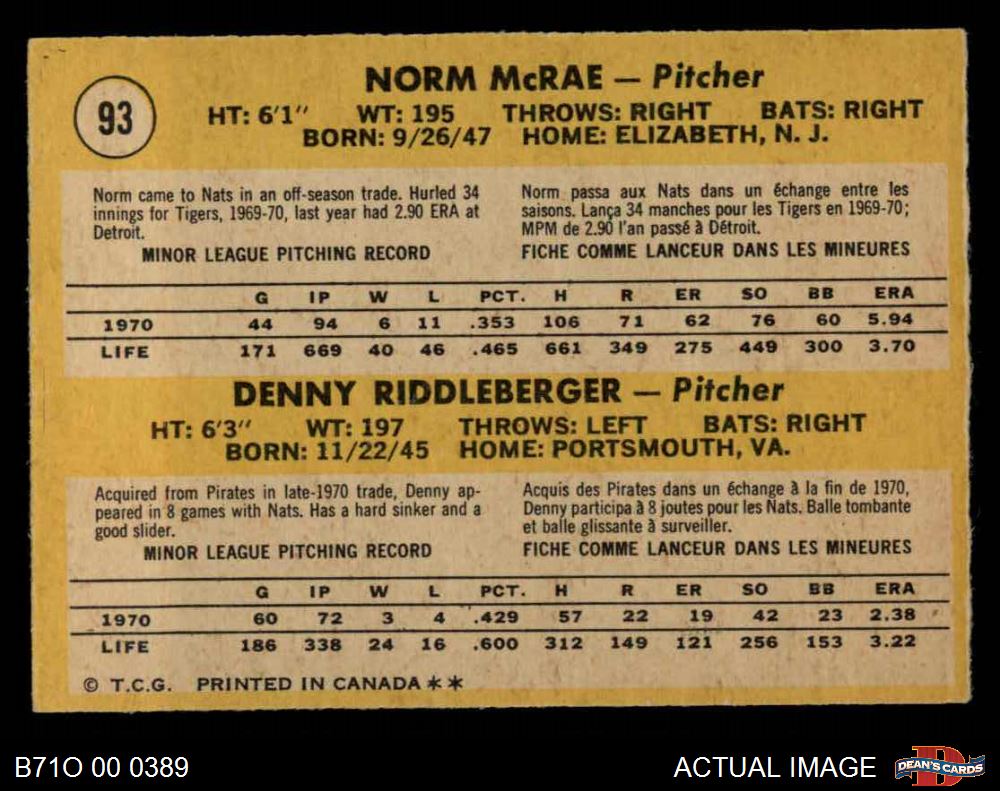 93
NORM McRAE — Pitcher
HT: 6'1" WT: 195 THROWS: RIGHT BATS: RIGHT
BORN: 9/26/47 HOME: ELIZABETH, N. J.
Norm came to Nats in an off-season trade. Hurled 34
innings for Tigers, 1969-70, last year had 2.90 ERA at
Detroit.
MINOR LEAGUE PITCHING RECORD
Norm passa aux Nats dans un échange entre les
saisons. Lança 34 manches pour les Tigers en 1969-70;
MPM de 2.90 l'an passé à Détroit.
FICHE COMME LANCEUR DANS LES MINEURES
G IP W L PCT. H R ER SO BB ERA
1970 44 94 6 11 .353 106 71 62 76 60 5.94
LIFE 171 669 40 46 .465 661 349 275 449 300 3.70
DENNY RIDDLEBERGER — Pitcher
HT: 6'3" WT: 197 THROWS: LEFT BATS: RIGHT
BORN: 11/22/45 HOME: PORTSMOUTH, VA.
Acquired from Pirates in late-1970 trade, Denny ap-
peared in 8 games with Nats. Has a hard sinker and a
good slider.
MINOR LEAGUE PITCHING RECORD
Acquis des Pirates dans un échange à la fin de 1970,
Denny participa à 8 joutes pour les Nats. Balle tombante
et balle glissante à surveiller.
FICHE COMME LANCEUR DANS LES MINEURES
G IP W L PCT. H R ER SO BB ERA
1970 60 72 3 4 .429 57 22 19 42 23 2.38
LIFE 186 338 24 16 .600 312 149 121 256 153 3.22
© T.C.G. PRINTED IN CANADA * *
B71O 00 0389
ACTUAL IMAGE
DEAN'S CARDS